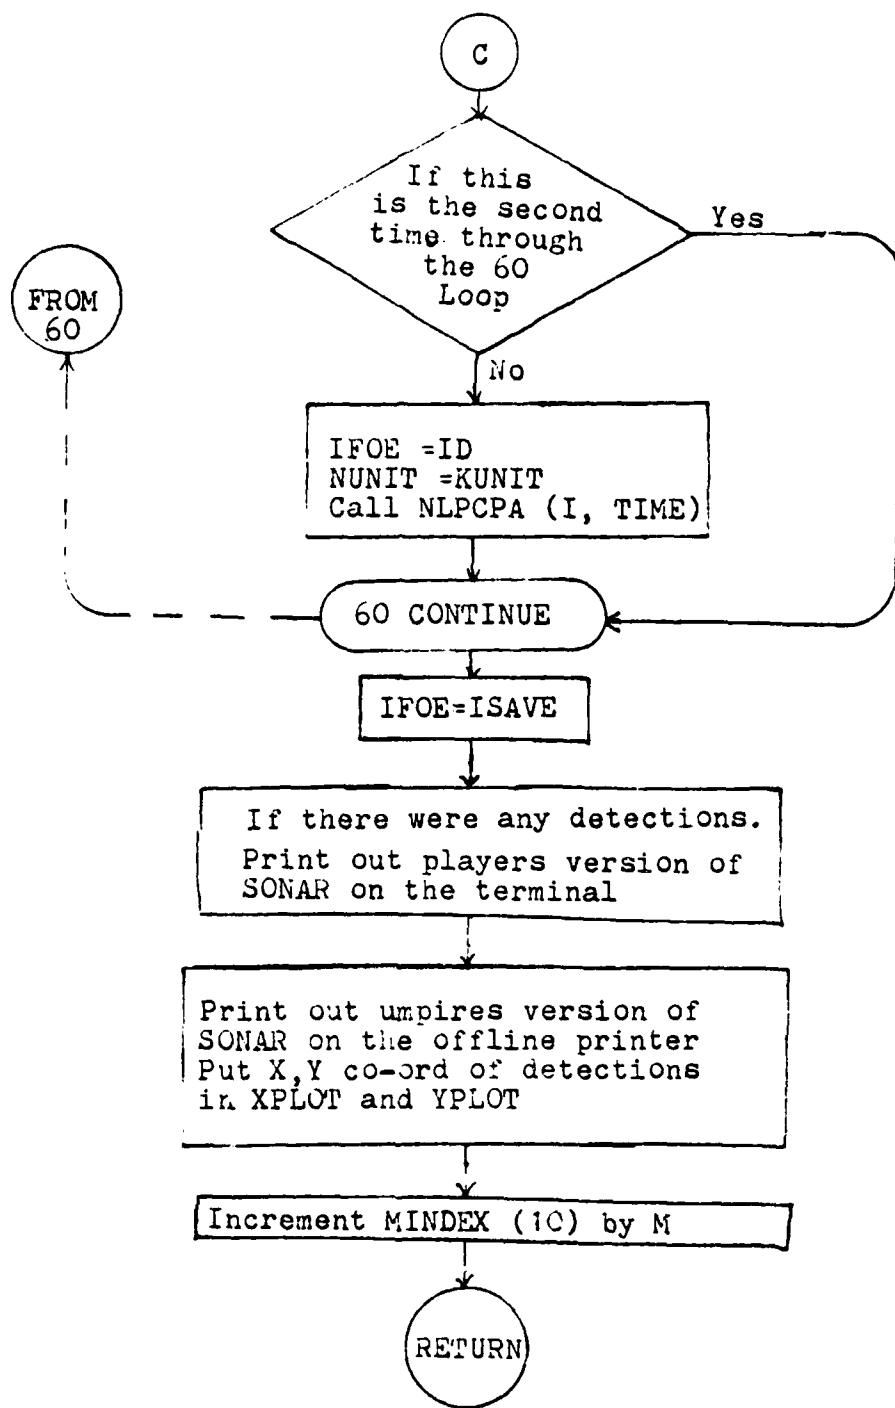 C
If this
is the second
time through
the 60
Loop
Yes
FROM
60
No
IFOE =ID
NUNIT =KUNIT
Call NLPCPA (I, TIME)
60 CONTINUE
IFOE=ISAVE
If there were any detections.
Print out players version of
SONAR on the terminal
Print out umpires version of
SONAR on the offline printer
Put X,Y co-ord of detections
in XPLOT and YPLOT
Increment MINDEX (10) by M
RETURN